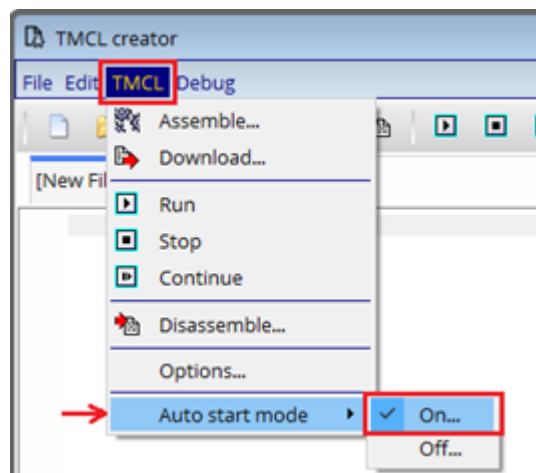 TMCL creator
File Edit TMCL Debug
Assemble...
Download...
[New Fil
Run
Stop
Continue
Disassemble...
Options...
Auto start mode
On...
Off...